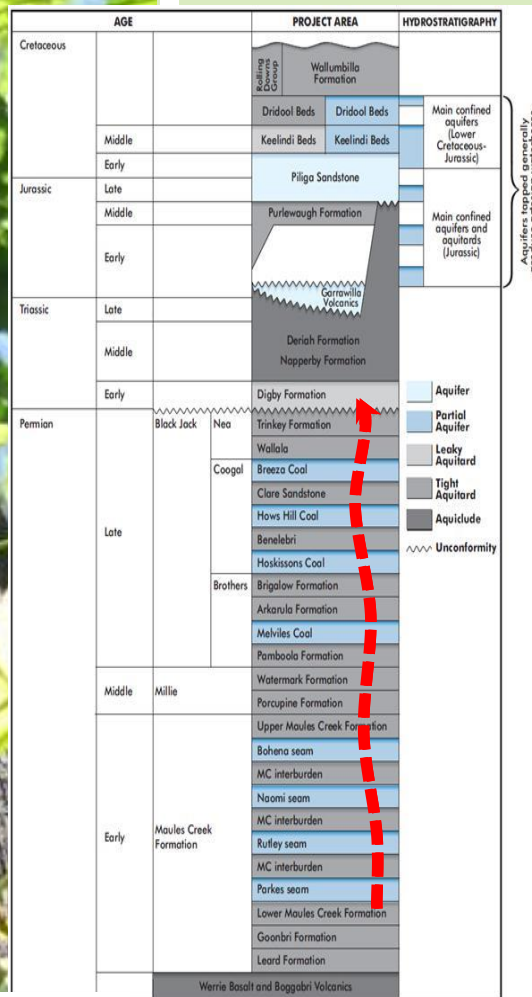 AGE PROJECT AREA HYDROSTRATIGRAPHY
Cretaceous
Rolling
Downs
Group
Wallumbilla
Formation
Dridool Beds Dridool Beds
Middle Keelindi Beds Keelindi Beds
Main confined
aquifers
(Lower
Cretaceous-
Jurassic)
Early
Piliga Sandstone
Jurassic Late
Middle Purlewaugh Formation
Main confined
aquifers and
aquitards
(Jurassic)
Aquifers tapped generally
Early
Garrawilla
Volcanics
Triassic Late
Middle
Deriah Formation
Napperby Formation
Early Digby Formation
Permian Black Jack Nea Trinkey Formation
Wallala
Coogal Breeza Coal
Clare Sandstone
Late Hows Hill Coal
Benelebri
Hoskissons Coal
Brothers Brigalow Formation
Arkarula Formation
Melviles Coal
Pamboola Formation
Middle Millie Watermark Formation
Porcupine Formation
Upper Maules Creek Formation
Bohena seam
MC interburden
Naomi seam
MC interburden
Early Maules Creek
Formation
Rutley seam
MC interburden
Parkes seam
Lower Maules Creek Formation
Goonbri Formation
Leard Formation
Werrie Basalt and Boggabri Volcanics
Aquifer
Partial
Aquifer
Leaky
Aquitard
Tight
Aquitard
Aquiclude
Unconformity